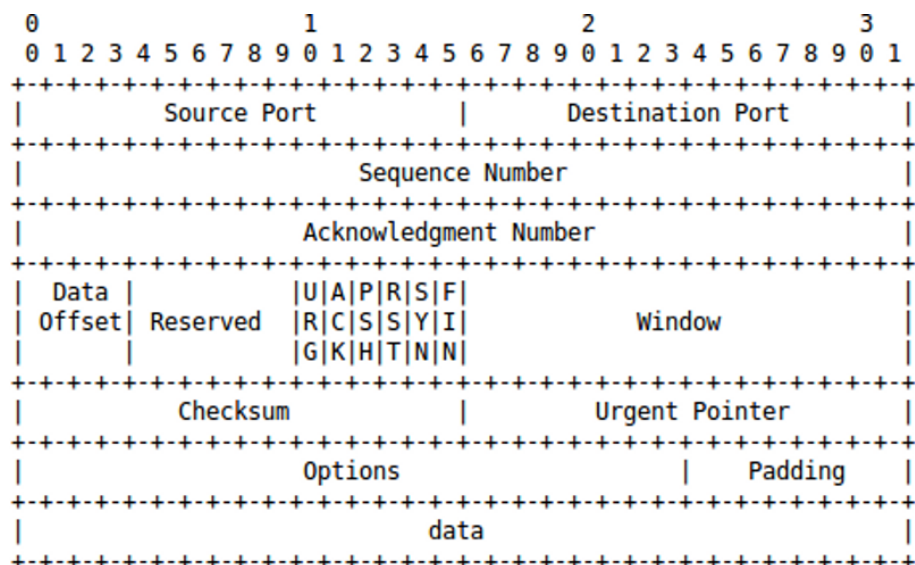 0                   1                   2                   3
 0 1 2 3 4 5 6 7 8 9 0 1 2 3 4 5 6 7 8 9 0 1 2 3 4 5 6 7 8 9 0 1
+-+-+-+-+-+-+-+-+-+-+-+-+-+-+-+-+-+-+-+-+-+-+-+-+-+-+-+-+-+-+-+-+
|          Source Port          |       Destination Port        |
+-+-+-+-+-+-+-+-+-+-+-+-+-+-+-+-+-+-+-+-+-+-+-+-+-+-+-+-+-+-+-+-+
|                        Sequence Number                        |
+-+-+-+-+-+-+-+-+-+-+-+-+-+-+-+-+-+-+-+-+-+-+-+-+-+-+-+-+-+-+-+-+
|                    Acknowledgment Number                      |
+-+-+-+-+-+-+-+-+-+-+-+-+-+-+-+-+-+-+-+-+-+-+-+-+-+-+-+-+-+-+-+-+
|  Data |           |U|A|P|R|S|F|                               |
| Offset| Reserved  |R|C|S|S|Y|I|            Window             |
|       |           |G|K|H|T|N|N|                               |
+-+-+-+-+-+-+-+-+-+-+-+-+-+-+-+-+-+-+-+-+-+-+-+-+-+-+-+-+-+-+-+-+
|           Checksum            |         Urgent Pointer        |
+-+-+-+-+-+-+-+-+-+-+-+-+-+-+-+-+-+-+-+-+-+-+-+-+-+-+-+-+-+-+-+-+
|                    Options                    |    Padding    |
+-+-+-+-+-+-+-+-+-+-+-+-+-+-+-+-+-+-+-+-+-+-+-+-+-+-+-+-+-+-+-+-+
|                             data                              |
+-+-+-+-+-+-+-+-+-+-+-+-+-+-+-+-+-+-+-+-+-+-+-+-+-+-+-+-+-+-+-+-+